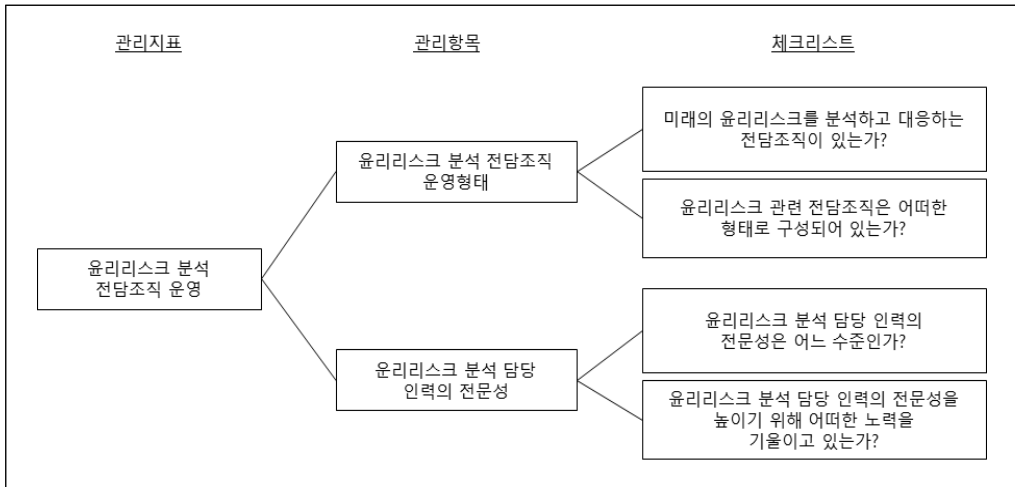 관리지표
관리항목
체크리스트
윤리리스크 분석
전담조직 운영
윤리리스크 분석 전담조직
운영형태
미래의 윤리리스크를 분석하고 대응하는
전담조직이 있는가?
윤리리스크 관련 전담조직은 어떠한
형태로 구성되어 있는가?
운리리스크 분석 담당
인력의 전문성
윤리리스크 분석 담당 인력의
전문성은 어느 수준인가?
윤리리스크 분석 담당 인력의 전문성을
높이기 위해 어떠한 노력을
기울이고 있는가?